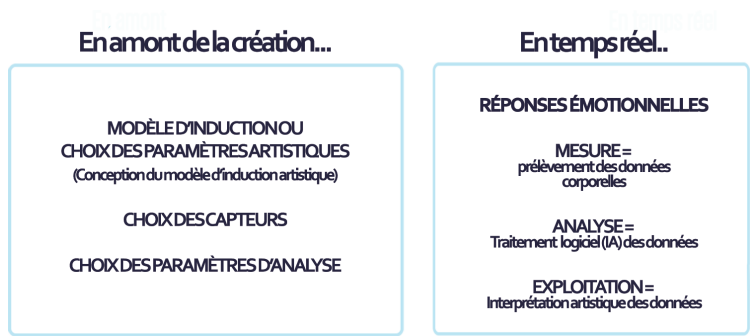 En amont de la création...
MODÈLE D'INDUCTION OU
CHOIX DES PARAMÈTRES ARTISTIQUES
(Conception du modèle d'induction artistique)
CHOIX DES CAPTEURS
CHOIX DES PARAMÈTRES D'ANALYSE
En temps réel..
RÉPONSES ÉMOTIONNELLES
MESURE =
prélèvement des données
corporelles
ANALYSE =
Traitement logiciel (IA) des données
EXPLOITATION =
Interprétation artistique des données